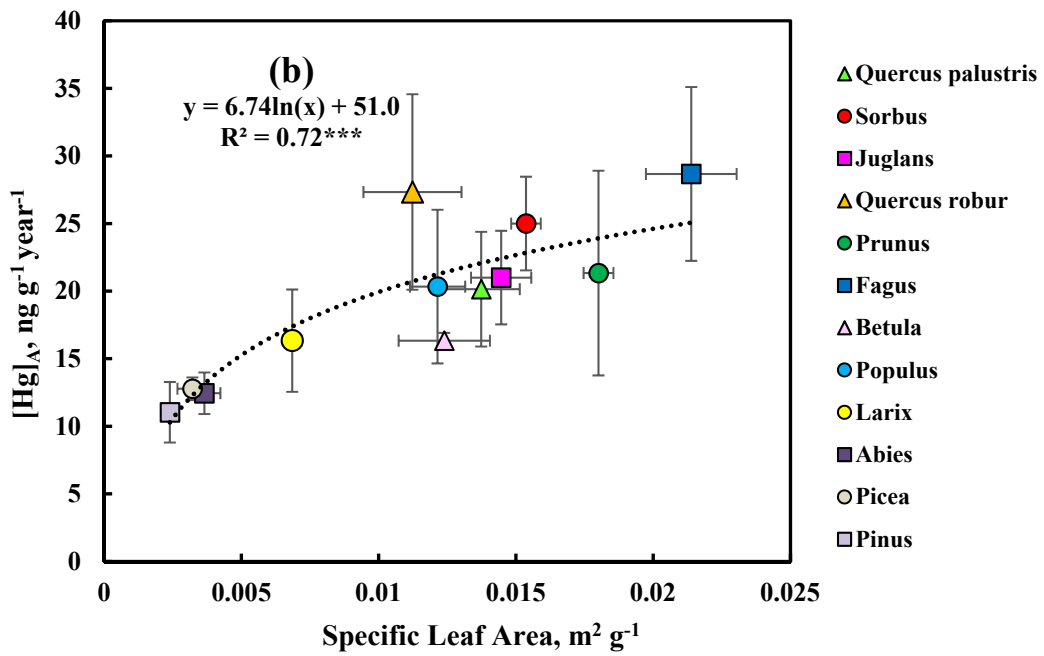 (b)
y = 6.74ln(x) + 51.0
R² = 0.72***
40
35
30
25
20
15
10
5
0
[Hg]A, ng g⁻¹ year⁻¹
0
0.005
0.01
0.015
0.02
0.025
Specific Leaf Area, m² g⁻¹
Quercus palustris
Sorbus
Juglans
Quercus robur
Prunus
Fagus
Betula
Populus
Larix
Abies
Picea
Pinus